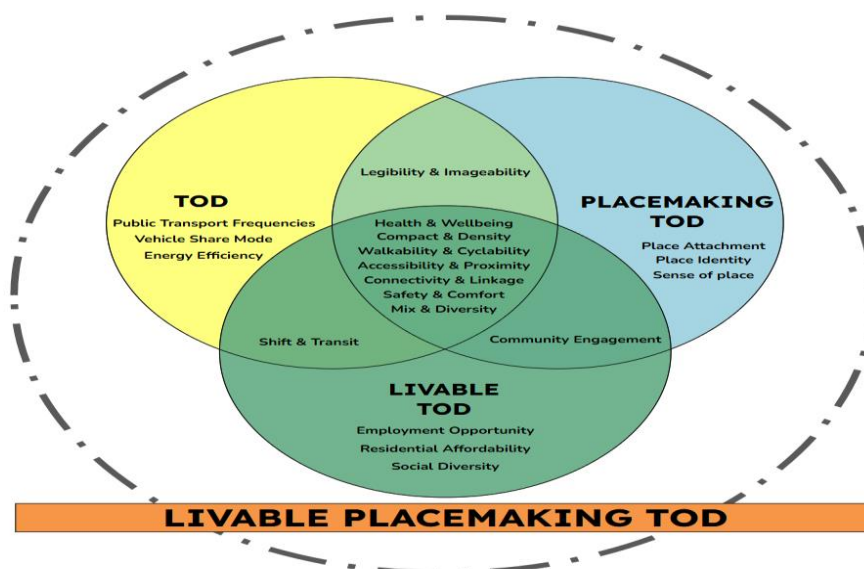 Legibility & Imageability
TOD
Public Transport Frequencies
Vehicle Share Mode
Energy Efficiency
PLACEMAKING
TOD
Place Attachment
Place Identity
Sense of place
Health & Wellbeing
Compact & Density
Walkability & Cyclability
Accessibility & Proximity
Connectivity & Linkage
Safety & Comfort
Mix & Diversity
Shift & Transit
Community Engagement
LIVABLE
TOD
Employment Opportunity
Residential Affordability
Social Diversity
LIVABLE PLACEMAKING TOD